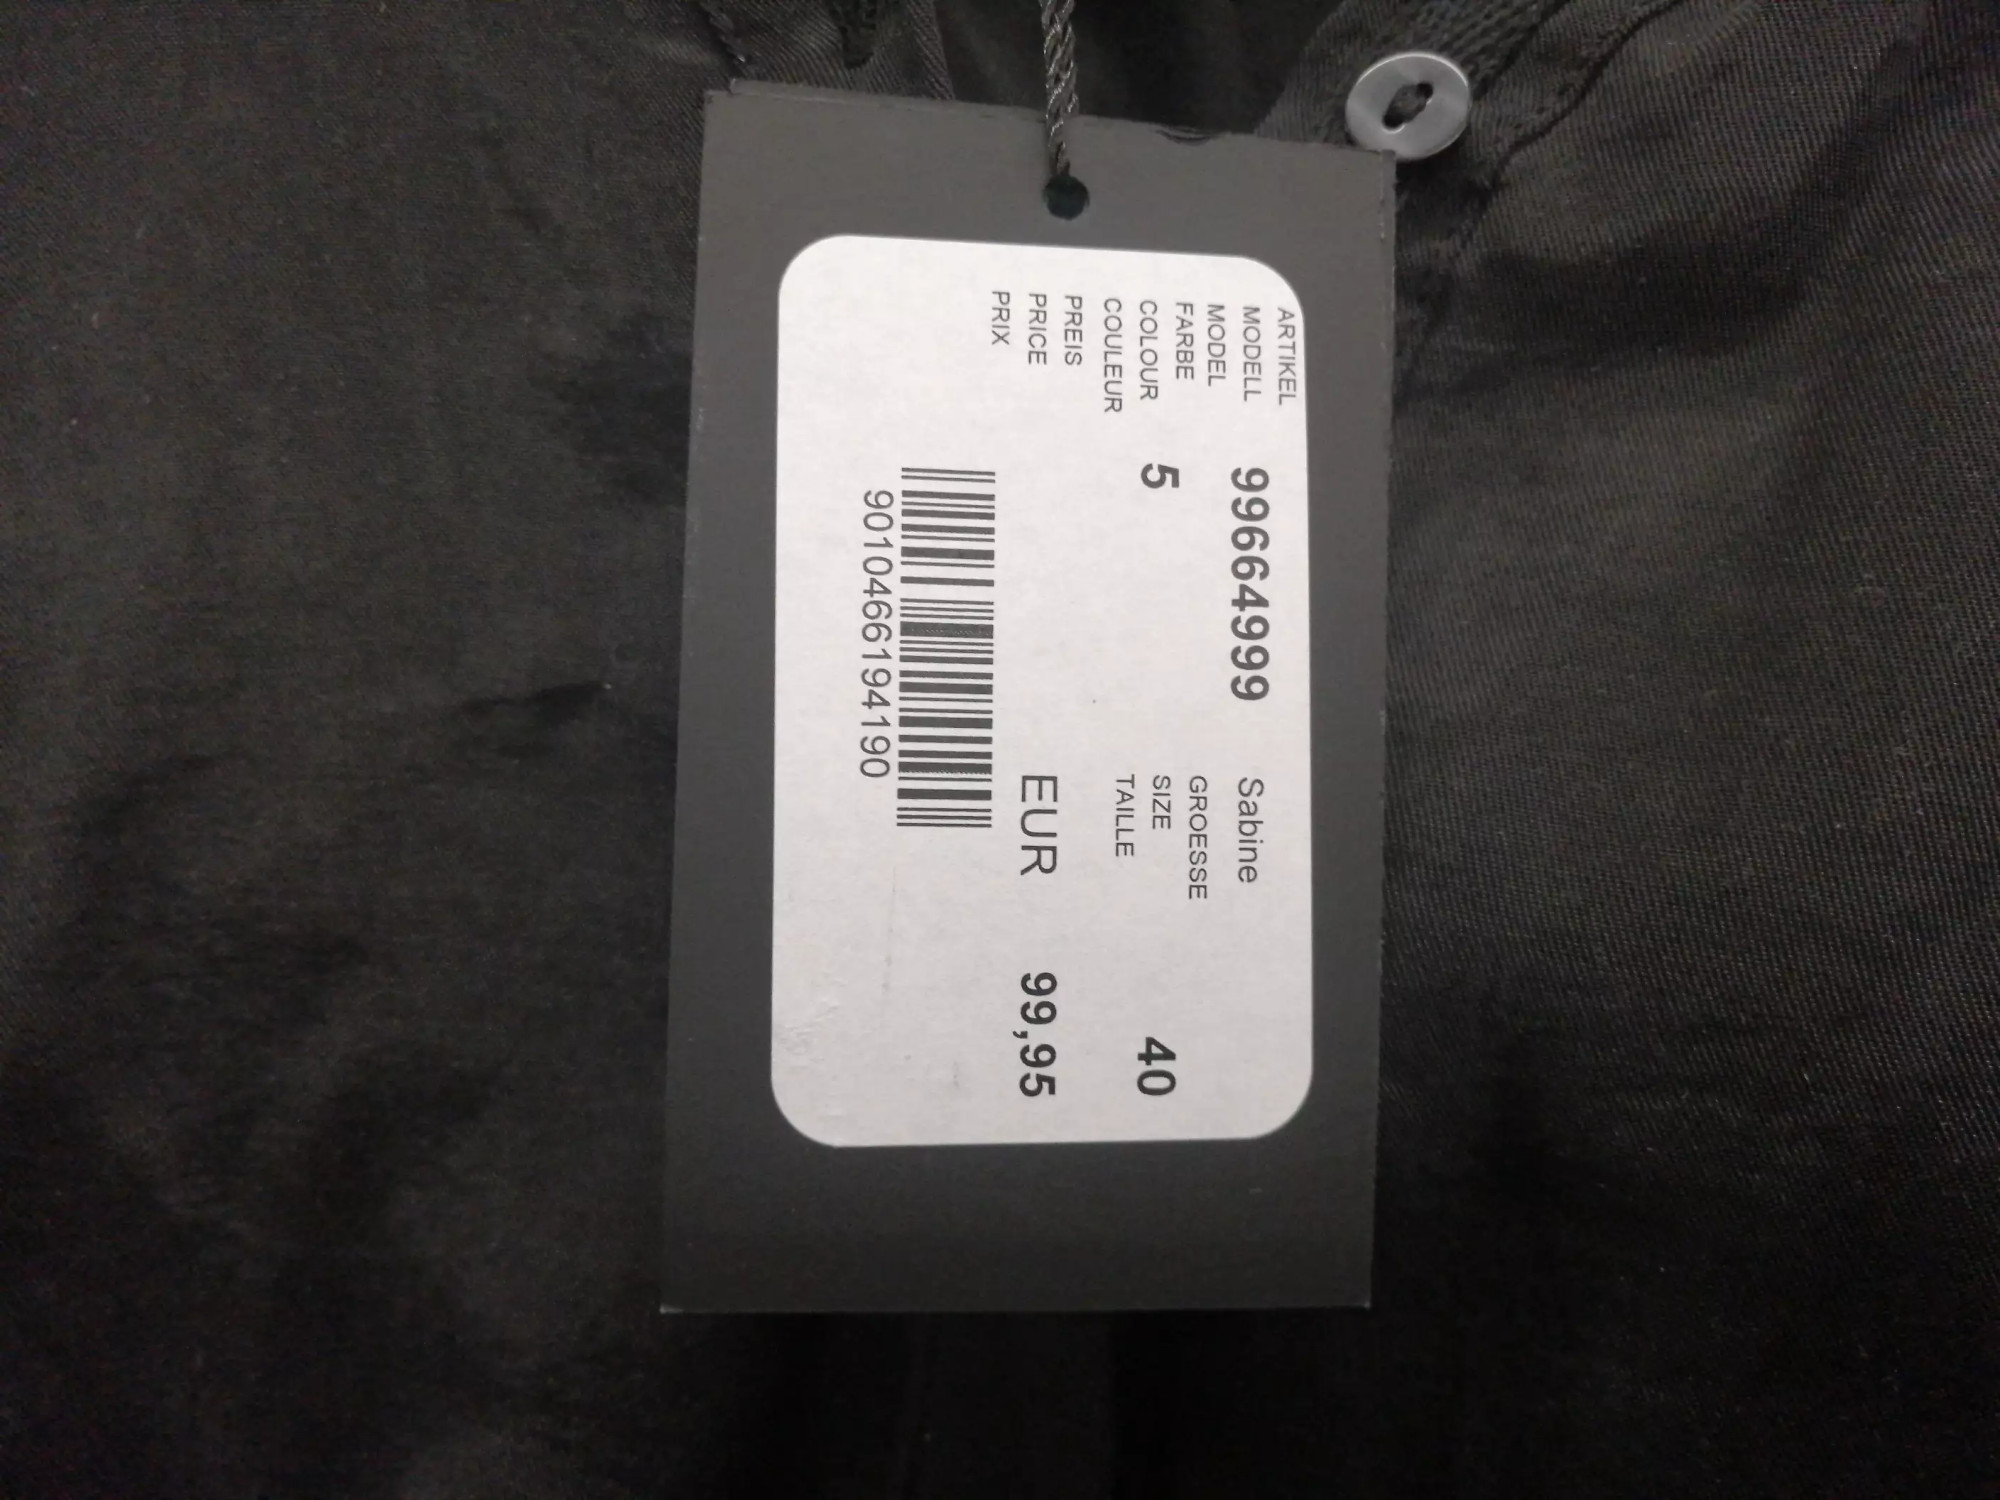 ARTIKEL
MODELL 99664999 Sabine
MODEL
FARBE GROESSE
COLOUR 5 SIZE 40
COULEUR TAILLE
PREIS
PRICE EUR 99,95
PRIX
9010466194190